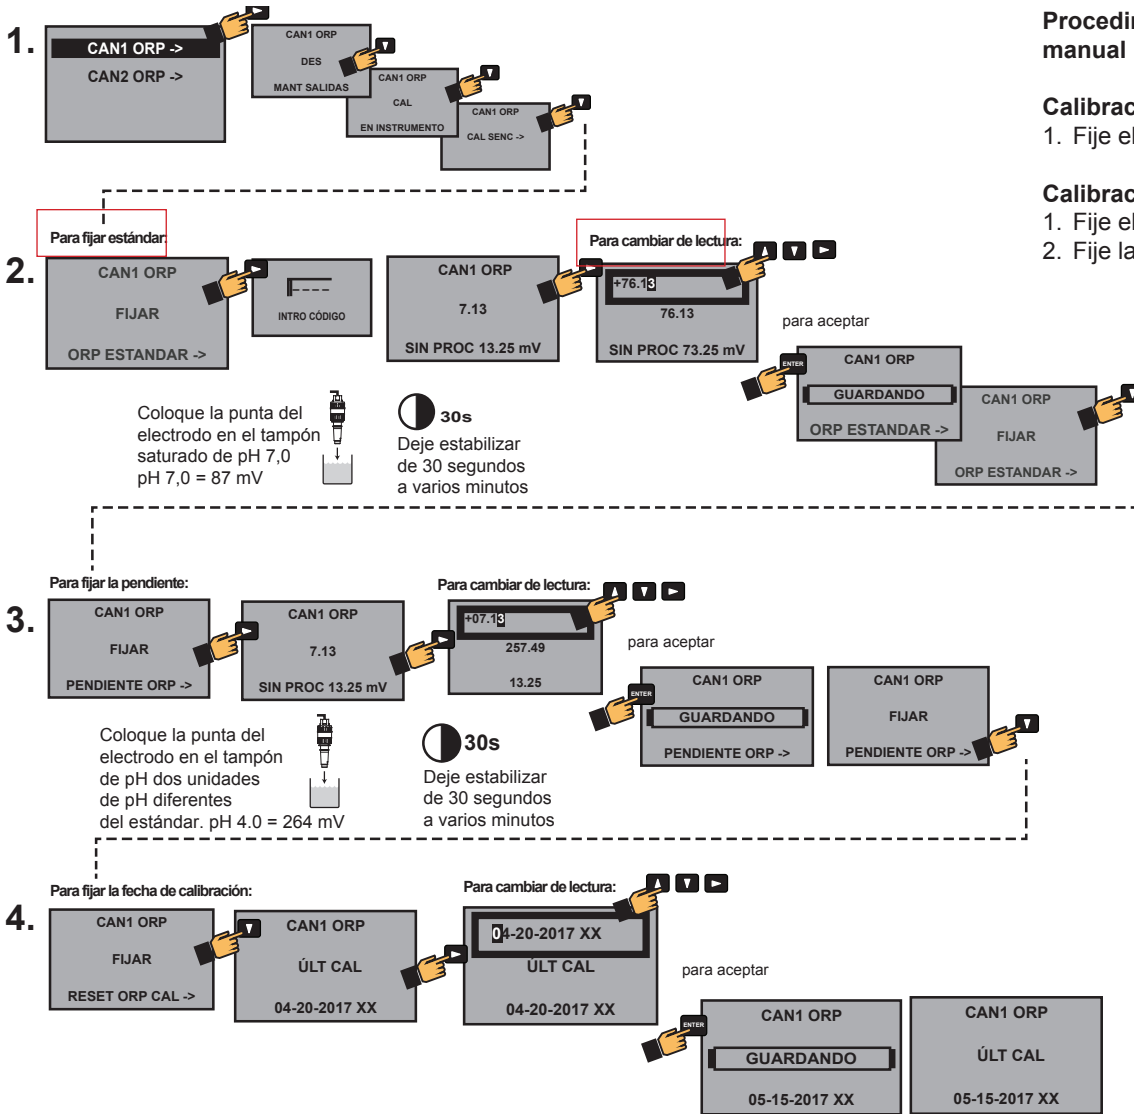 Procedi
manual
Calibrac
1. Fije el
Calibrac
1. Fije el
2. Fije la
1.
CAN1 ORP ->
CAN2 ORP ->
CAN1 ORP
DES
MANT SALIDAS
CAN1 ORP
CAL
EN INSTRUMENTO
CAN1 ORP
CAL SENC ->
2.
Para fijar estándar:
CAN1 ORP
FIJAR
ORP ESTANDAR ->
INTRO CÓDIGO
CAN1 ORP
7.13
SIN PROC 13.25 mV
Para cambiar de lectura:
+76.13
76.13
SIN PROC 73.25 mV
para aceptar
ENTER
CAN1 ORP
GUARDANDO
ORP ESTANDAR ->
CAN1 ORP
FIJAR
ORP ESTANDAR ->
Coloque la punta del
electrodo en el tampón
saturado de pH 7,0
pH 7,0 = 87 mV
30s
Deje estabilizar
de 30 segundos
a varios minutos
3.
Para fijar la pendiente:
CAN1 ORP
FIJAR
PENDIENTE ORP ->
CAN1 ORP
7.13
SIN PROC 13.25 mV
Para cambiar de lectura:
+07.13
257.49
13.25
para aceptar
ENTER
CAN1 ORP
GUARDANDO
PENDIENTE ORP ->
CAN1 ORP
FIJAR
PENDIENTE ORP ->
Coloque la punta del
electrodo en el tampón
de pH dos unidades
de pH diferentes
del estándar. pH 4.0 = 264 mV
30s
Deje estabilizar
de 30 segundos
a varios minutos
4.
Para fijar la fecha de calibración:
CAN1 ORP
FIJAR
RESET ORP CAL ->
CAN1 ORP
ÚLT CAL
04-20-2017 XX
Para cambiar de lectura:
04-20-2017 XX
ÚLT CAL
04-20-2017 XX
para aceptar
ENTER
CAN1 ORP
GUARDANDO
05-15-2017 XX
CAN1 ORP
ÚLT CAL
05-15-2017 XX